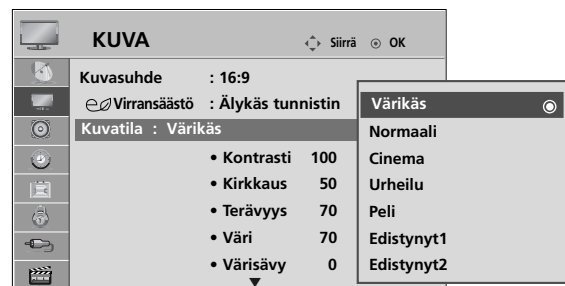 KUVA
Siirrä
OK
Kuvasuhde : 16:9
Virransäästö : Älykäs tunnistin
Kuvatila : Värikäs
• Kontrasti 100
• Kirkkaus 50
• Terävyys 70
• Väri 70
• Värisävy 0
Värikäs
Normaali
Cinema
Urheilu
Peli
Edistynyt1
Edistynyt2